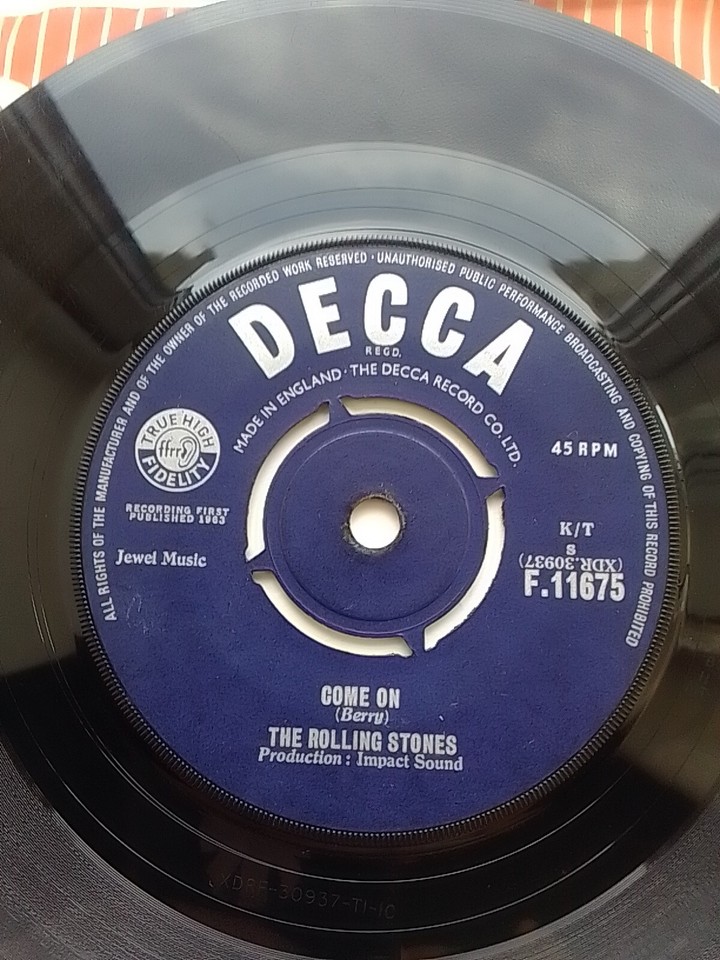 ALL RIGHTS OF THE MANUFACTURER AND OF THE OWNER OF THE RECORDED WORK RESERVED · UNAUTHORISED PUBLIC PERFORMANCE BROADCASTING AND COPYING OF THIS RECORD PROHIBITED
DECCA
REGD.
MADE IN ENGLAND · THE DECCA RECORD CO. LTD.
TRUE HIGH
ffrr
FIDELITY
45 RPM
RECORDING FIRST
PUBLISHED 1963
K/T
S
(XDR.30937)
Jewel Music
F.11675
COME ON
(Berry)
THE ROLLING STONES
Production : Impact Sound
30937-T1-1C